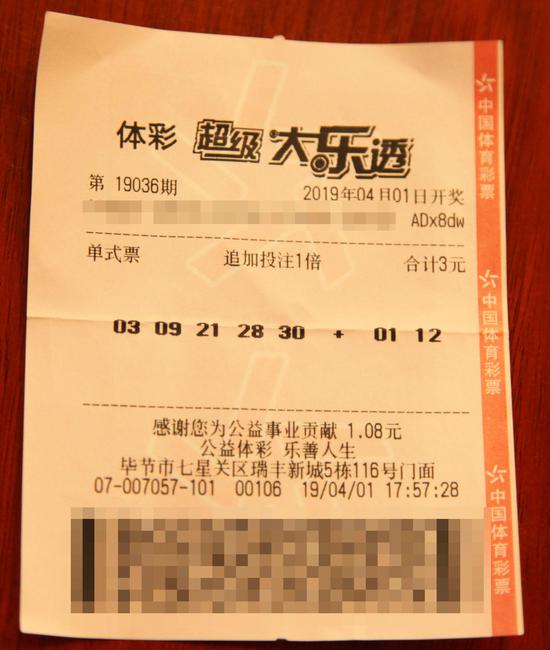 体彩 超级大乐透
第 19036期 2019年04月01日开奖
ADx8dw
单式票 追加投注1倍 合计3元
03 09 21 28 30 + 01 12
感谢您为公益事业贡献 1.08元
公益体彩 乐善人生
毕节市七星关区瑞丰新城5栋116号门面
07-007057-101 00106 19/04/01 17:57:28
中国体育彩票
中国体育彩票
中国体育彩票